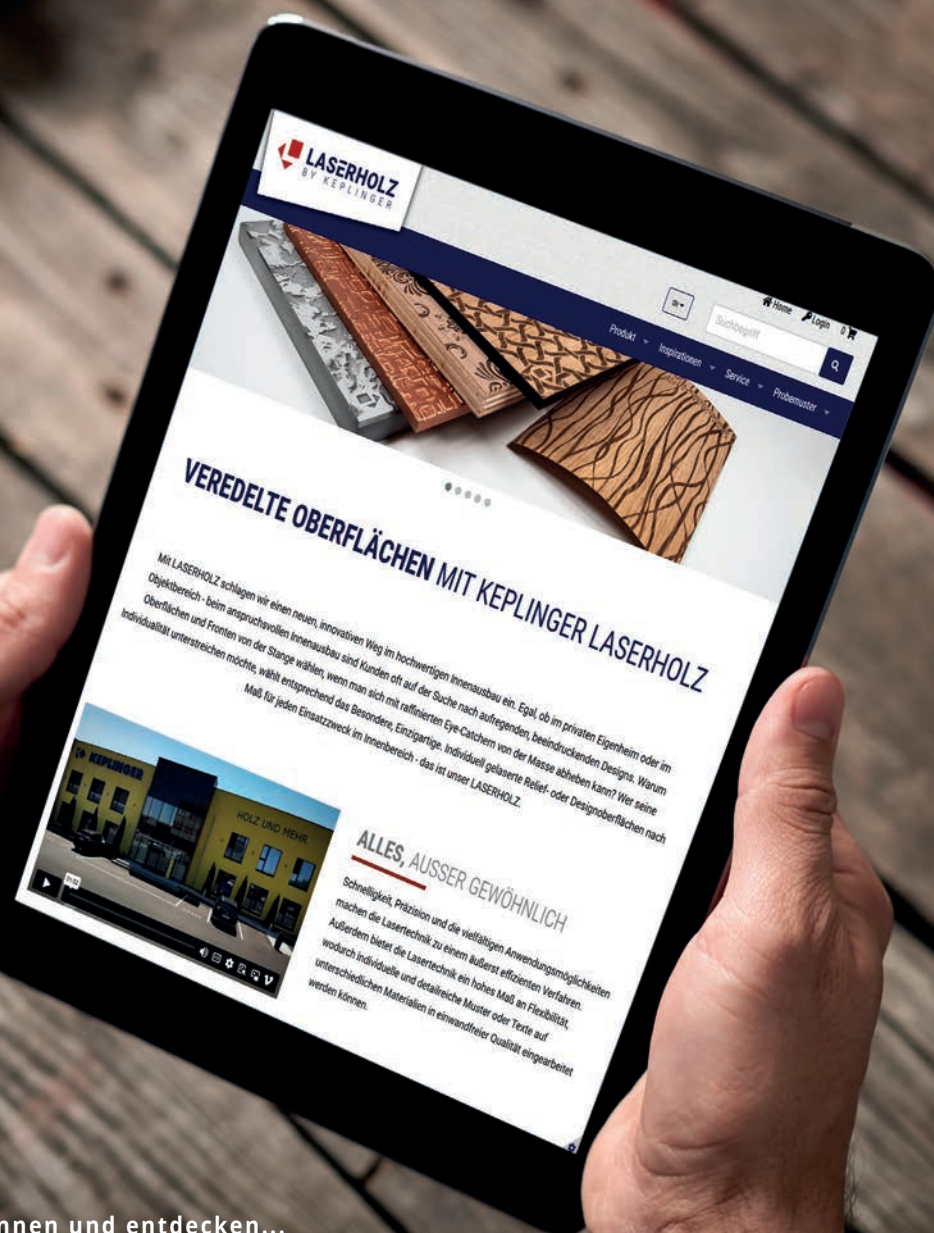 LASERHOLZ
BY KEPLINGER
Home Login 0
Suchbegriff
Produkt Inspirationen Service Probemuster
VEREDELTE OBERFLÄCHEN MIT KEPLINGER LASERHOLZ
Mit LASERHOLZ schlagen wir einen neuen, innovativen Weg im hochwertigen Innenausbau ein. Egal, ob im privaten Eigenheim oder im
Objektbereich - beim anspruchsvollen Innenausbau sind Kunden oft auf der Suche nach aufregenden, beeindruckenden Designs. Warum
Oberflächen und Fronten von der Stange wählen, wenn man sich mit raffinierten Eye-Catchern von der Masse abheben kann? Wer seine
Individualität unterstreichen möchte, wählt entsprechend das Besondere, Einzigartige. Individuell gelaserte Relief- oder Designoberflächen nach
Maß für jeden Einsatzzweck im Innenbereich - das ist unser LASERHOLZ.
KEPLINGER
HOLZ UND MEHR
ALLES, AUSSER GEWÖHNLICH
Schnelligkeit, Präzision und die vielfältigen Anwendungsmöglichkeiten
machen die Lasertechnik zu einem äußerst effizienten Verfahren.
Außerdem bietet die Lasertechnik ein hohes Maß an Flexibilität,
wodurch individuelle und detailreiche Muster oder Texte auf
unterschiedlichen Materialien in einwandfreier Qualität eingearbeitet
werden können.
und entdecken...